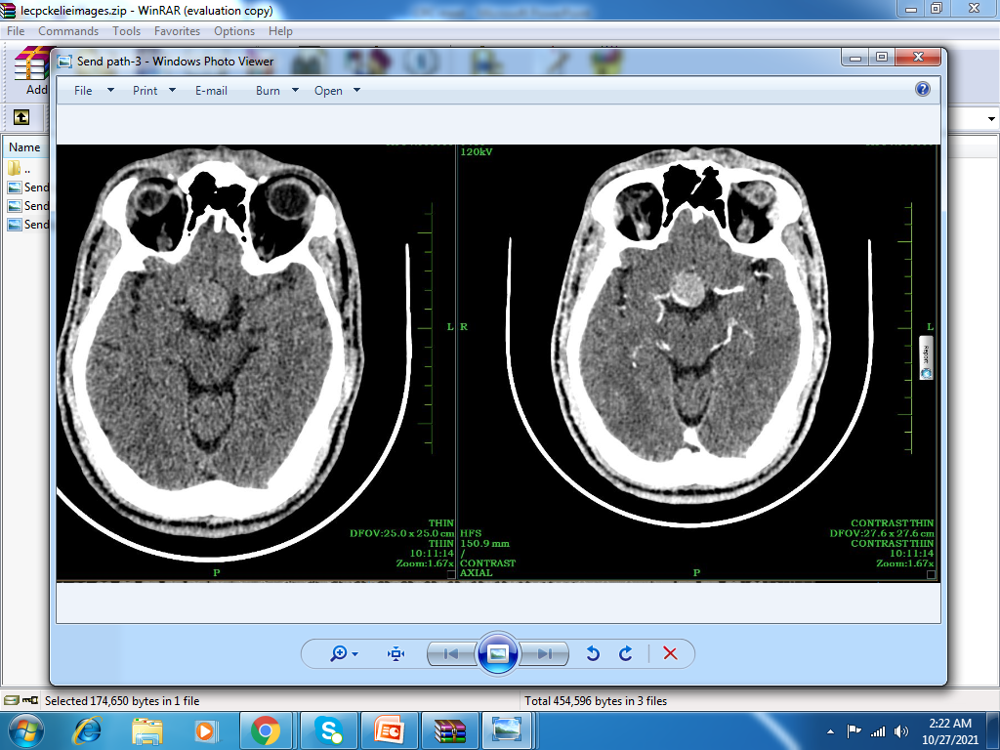 lecpckelieimages.zip - WinRAR (evaluation copy)
File Commands Tools Favorites Options Help
Add
Name
..
Send
Send
Send
Send path-3 - Windows Photo Viewer
File Print E-mail Burn Open
120kV
L R
L
Report
THIN
DFOV:25.0 x 25.0 cm
THIN
10:11:14
Zoom:1.67x
P
HFS
150.9 mm
/
CONTRAST
AXIAL
CONTRAST THIN
DFOV:27.6 x 27.6 cm
CONTRAST THIN
10:11:14
Zoom:1.67x
P
Selected 174,650 bytes in 1 file
Total 454,596 bytes in 3 files
2:22 AM
10/27/2021